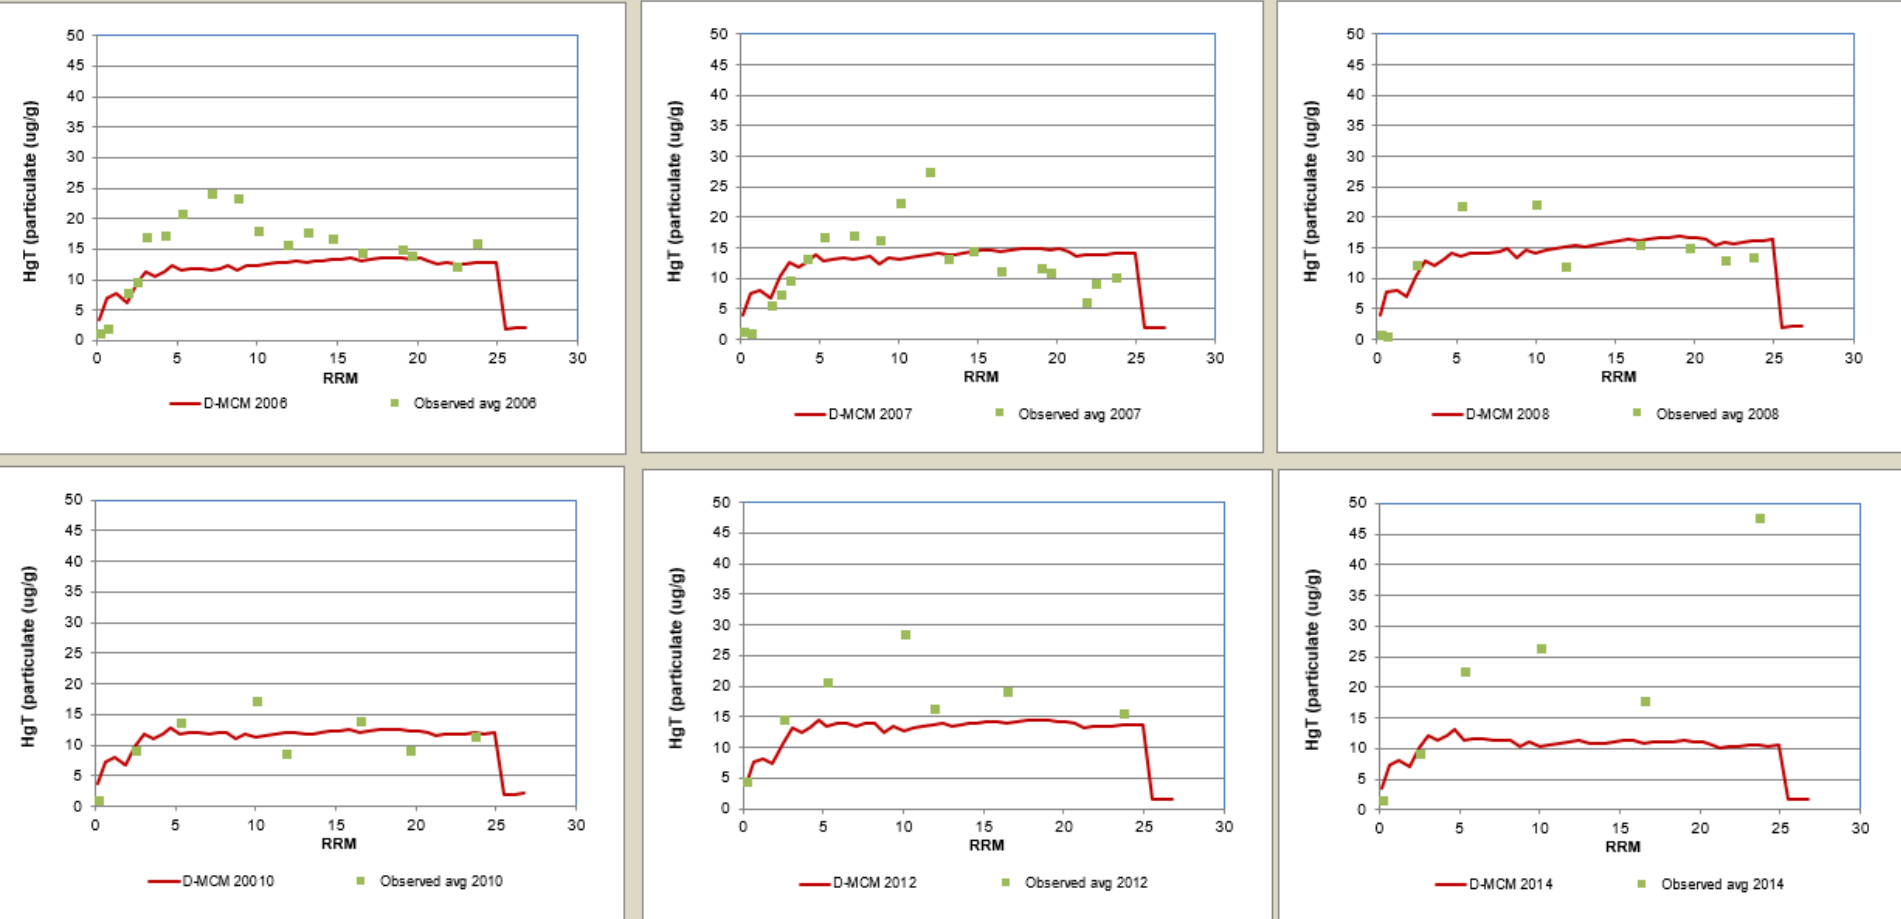 50
45
40
35
30
25
20
15
10
5
0
HgT (particulate (ug/g)
0 5 10 15 20 25 30
RRM
D-MCM 2006 Observed avg 2006
50
45
40
35
30
25
20
15
10
5
0
HgT (particulate (ug/g)
0 5 10 15 20 25 30
RRM
D-MCM 2007 Observed avg 2007
50
45
40
35
30
25
20
15
10
5
0
HgT (particulate (ug/g)
0 5 10 15 20 25 30
RRM
D-MCM 2008 Observed avg 2008
50
45
40
35
30
25
20
15
10
5
0
HgT (particulate (ug/g)
0 5 10 15 20 25 30
RRM
D-MCM 20010 Observed avg 2010
50
45
40
35
30
25
20
15
10
5
0
HgT (particulate (ug/g)
0 5 10 15 20 25 30
RRM
D-MCM 2012 Observed avg 2012
50
45
40
35
30
25
20
15
10
5
0
HgT (particulate (ug/g)
0 5 10 15 20 25 30
RRM
D-MCM 2014 Observed avg 2014